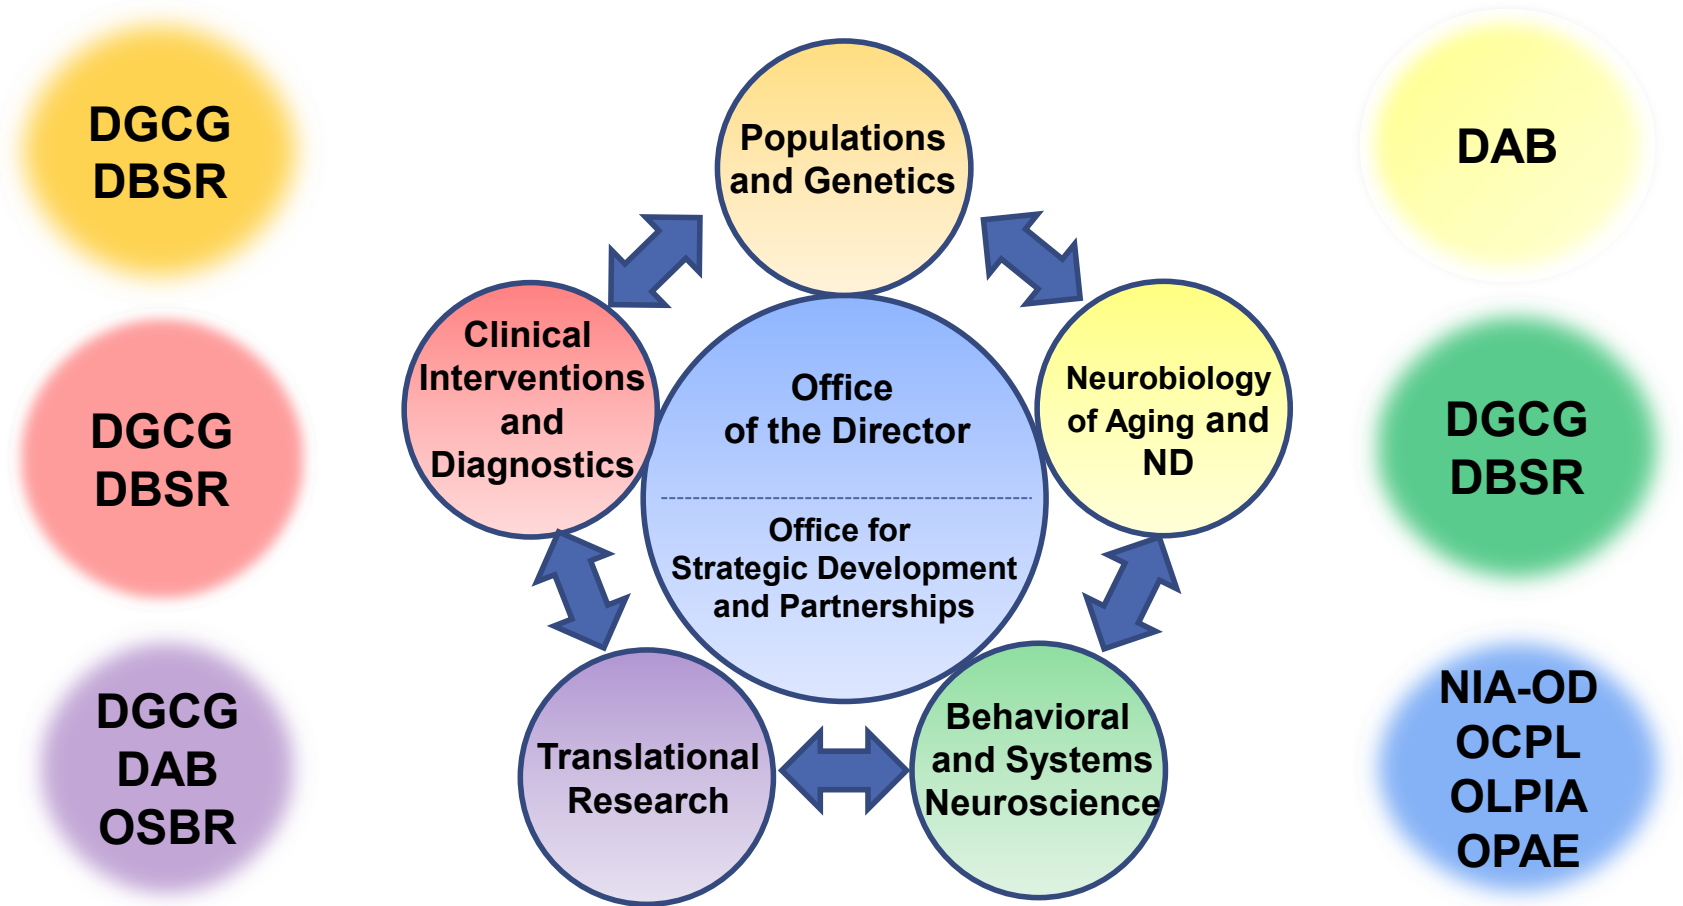 DGCG
DBSR
Populations
and Genetics
DAB
Clinical
Interventions
and
Diagnostics
Office
of the Director
Neurobiology
of Aging and
ND
DGCG
DBSR
DGCG
DBSR
Office for
Strategic Development
and Partnerships
DGCG
DAB
OSBR
Translational
Research
Behavioral
and Systems
Neuroscience
NIA-OD
OCPL
OLPIA
OPAE